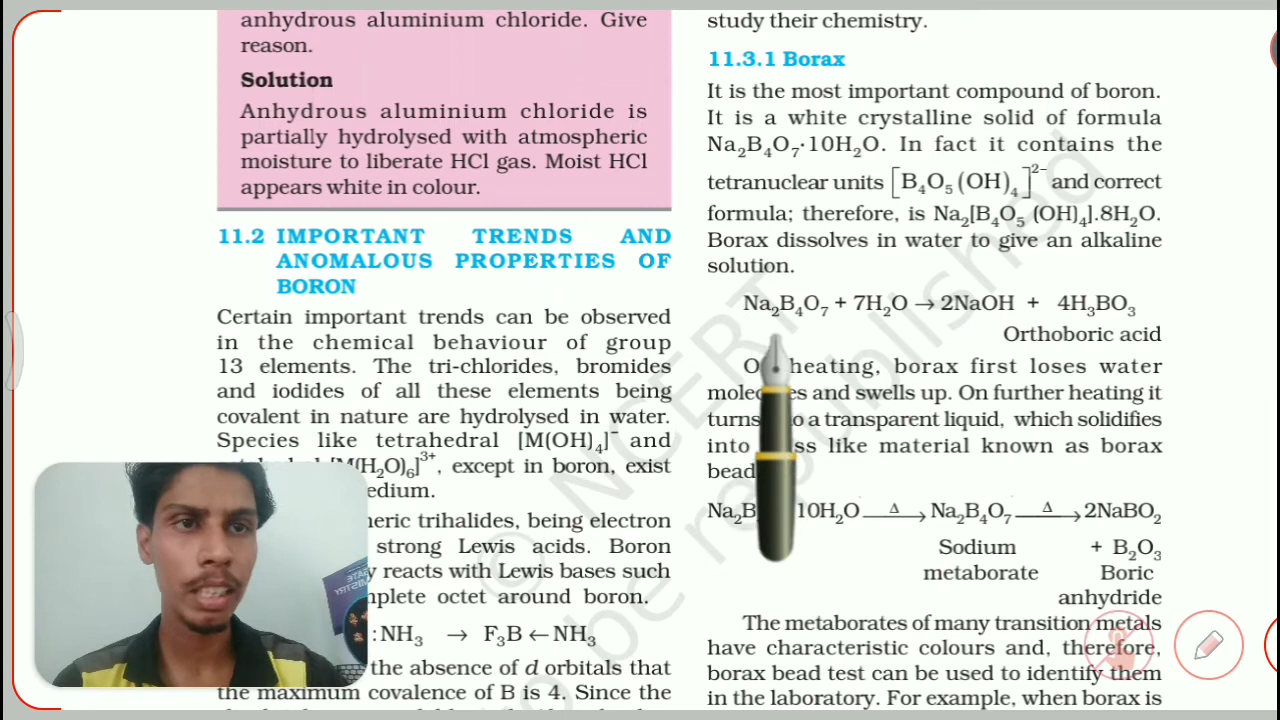 anhydrous aluminium chloride. Give
reason.
Solution
Anhydrous aluminium chloride is
partially hydrolysed with atmospheric
moisture to liberate HCl gas. Moist HCl
appears white in colour.
11.2 IMPORTANT TRENDS AND
ANOMALOUS PROPERTIES OF
BORON
Certain important trends can be observed
in the chemical behaviour of group
13 elements. The tri-chlorides, bromides
and iodides of all these elements being
covalent in nature are hydrolysed in water.
Species like tetrahedral [M(OH)₄]⁻ and
[M(H₂O)₆]³⁺, except in boron, exist
trihalides, being electron
strong Lewis acids. Boron
reacts with Lewis bases such
octet around boron.
:NH₃ → F₃B ← NH₃
the absence of d orbitals that
the maximum covalence of B is 4. Since the
study their chemistry.
11.3.1 Borax
It is the most important compound of boron.
It is a white crystalline solid of formula
Na₂B₄O₇·10H₂O. In fact it contains the
tetranuclear units [B₄O₅(OH)₄]²⁻ and correct
formula; therefore, is Na₂[B₄O₅ (OH)₄].8H₂O.
Borax dissolves in water to give an alkaline
solution.
Na₂B₄O₇ + 7H₂O → 2NaOH + 4H₃BO₃
Orthoboric acid
heating, borax first loses water
and swells up. On further heating it
turns a transparent liquid, which solidifies
into like material known as borax
bead
10H₂O —Δ→ Na₂B₄O₇ —Δ→ 2NaBO₂
Sodium + B₂O₃
metaborate Boric
anhydride
The metaborates of many transition metals
have characteristic colours and, therefore,
borax bead test can be used to identify them
in the laboratory. For example, when borax is
© NCERT
be republished